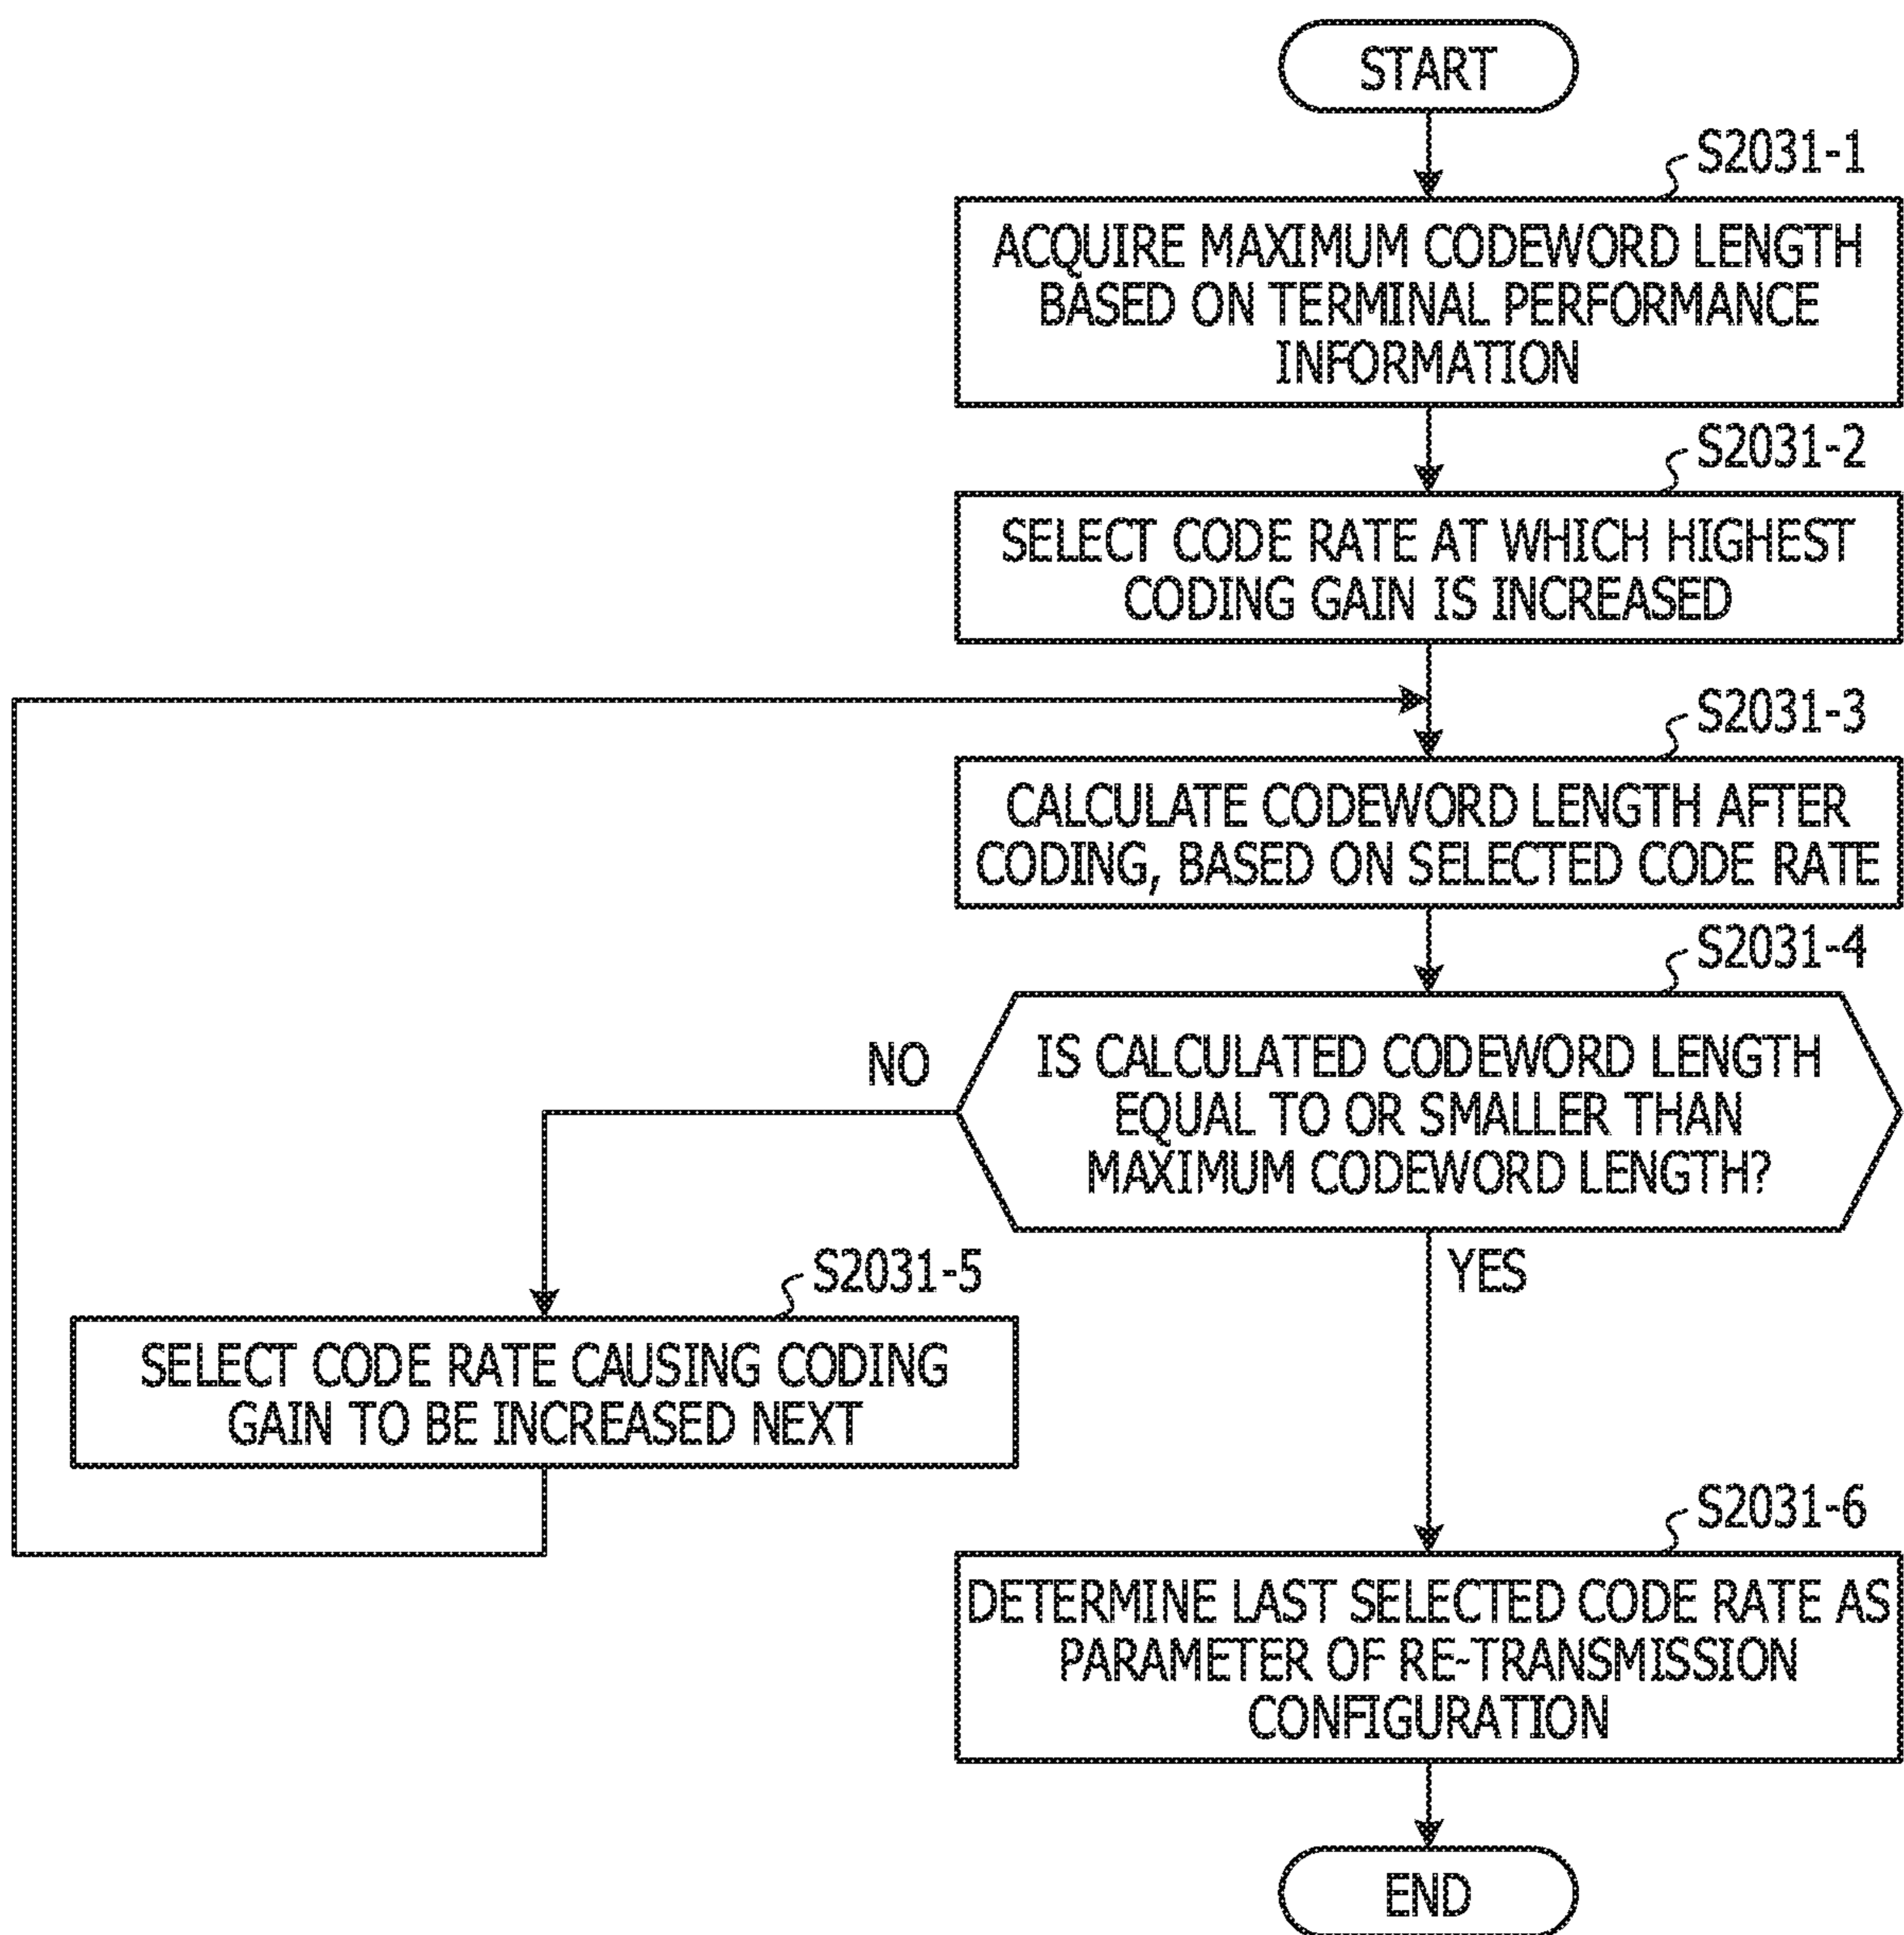 START
S2031-1
ACQUIRE MAXIMUM CODEWORD LENGTH
BASED ON TERMINAL PERFORMANCE
INFORMATION
S2031-2
SELECT CODE RATE AT WHICH HIGHEST
CODING GAIN IS INCREASED
S2031-3
CALCULATE CODEWORD LENGTH AFTER
CODING, BASED ON SELECTED CODE RATE
S2031-4
IS CALCULATED CODEWORD LENGTH
EQUAL TO OR SMALLER THAN
MAXIMUM CODEWORD LENGTH?
NO
YES
S2031-5
SELECT CODE RATE CAUSING CODING
GAIN TO BE INCREASED NEXT
S2031-6
DETERMINE LAST SELECTED CODE RATE AS
PARAMETER OF RE-TRANSMISSION
CONFIGURATION
END